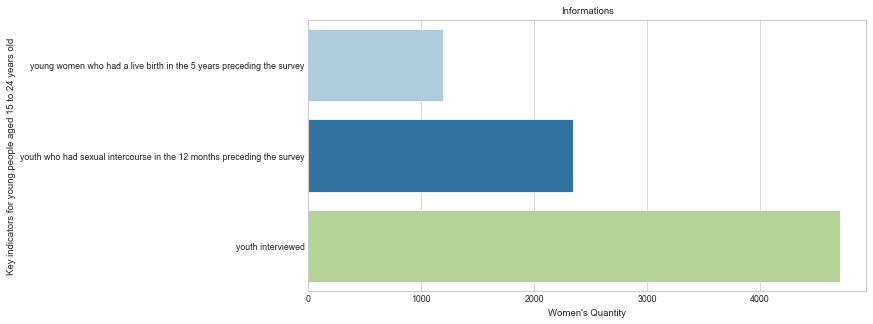 Informations
Key indicators for young people aged 15 to 24 years old
young women who had a live birth in the 5 years preceding the survey
youth who had sexual intercourse in the 12 months preceding the survey
youth interviewed
0 1000 2000 3000 4000
Women's Quantity